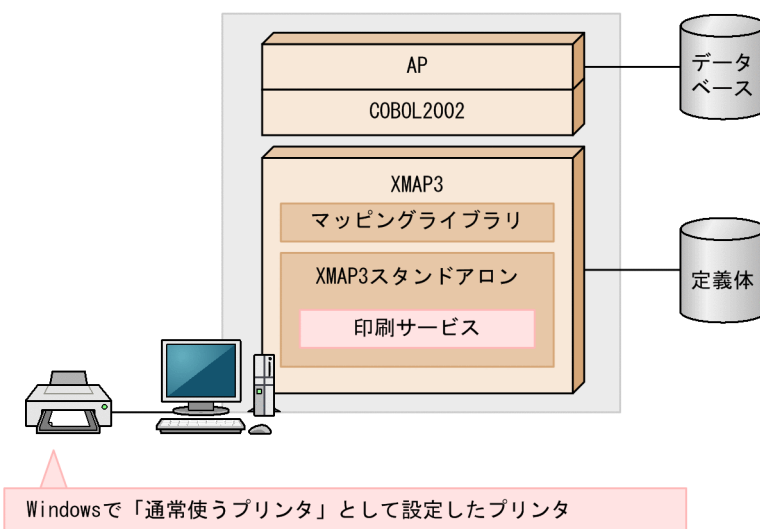 AP
データ
ベース
COBOL2002
XMAP3
マッピングライブラリ
XMAP3スタンドアロン
定義体
印刷サービス
Windowsで「通常使うプリンタ」として設定したプリンタ